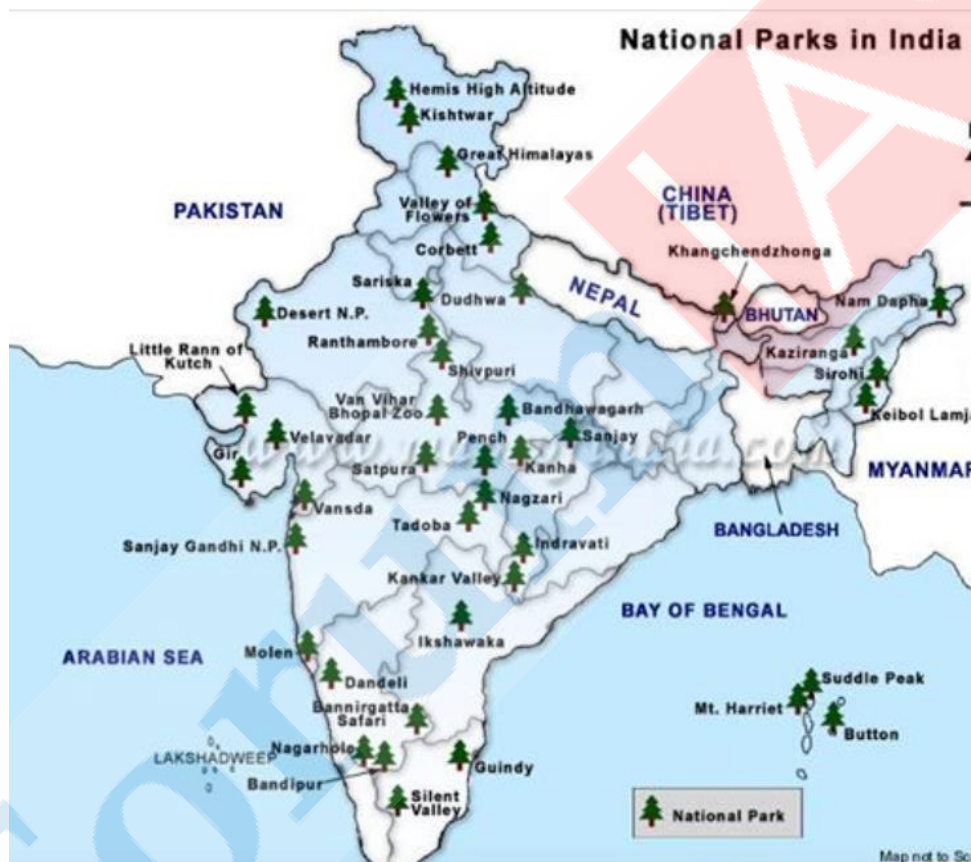 National Parks in India
Hemis High Altitude
Kishtwar
Great Himalayas
PAKISTAN
Valley of
Flowers
CHINA
(TIBET)
Corbett
Khangchendzhonga
Sariska
Dudhwa
NEPAL
BHUTAN
Nam Dapha
Desert N.P.
Ranthambore
Kaziranga
Little Rann of
Kutch
Shivpuri
Sirohi
Van Vihar
Bhopal Zoo
Bandhawagarh
Keibol Lamj
Velavadar
Pench
Sanjay
Gir
Satpura
Kanha
MYANMAR
Vansda
Nagzari
Tadoba
BANGLADESH
Sanjay Gandhi N.P.
Indravati
Kankar Valley
BAY OF BENGAL
Ikshawaka
ARABIAN SEA
Molen
Dandeli
Suddle Peak
Bannirgatta
Safari
Mt. Harriet
Button
Nagarhole
LAKSHADWEEP
Guindy
Bandipur
Silent
Valley
National Park
Map not to Sc